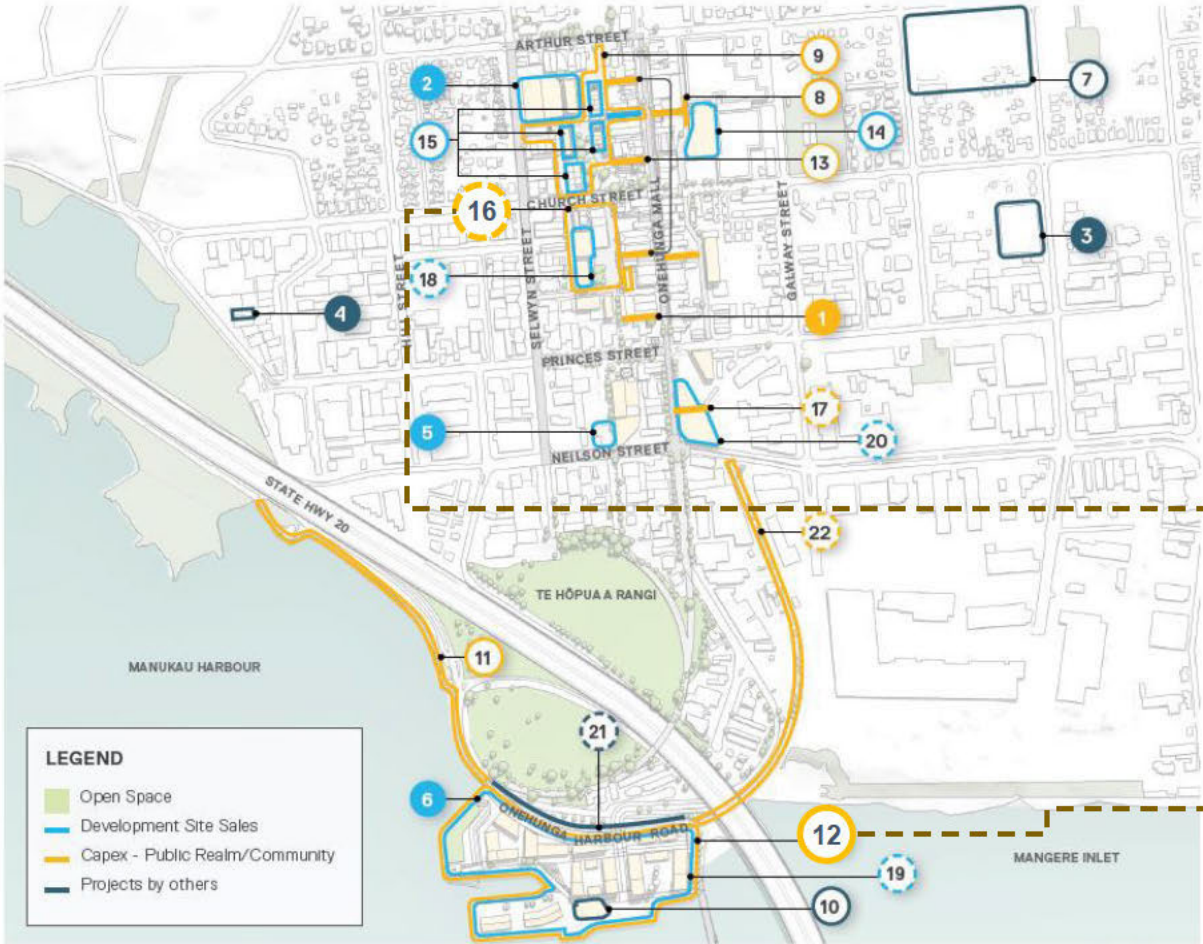 ARTHUR STREET
9
2
7
8
15
14
13
CHURCH STREET
16
ONEHUNGA MALL
GALWAY STREET
3
SELWYN STREET
HILL STREET
18
4
1
PRINCES STREET
17
5
20
NEILSON STREET
STATE HWY 20
22
TE HŌPUA A RANGI
11
MANUKAU HARBOUR
21
LEGEND
Open Space
Development Site Sales
Capex - Public Realm/Community
Projects by others
6
ONEHUNGA HARBOUR ROAD
12
MANGERE INLET
19
10